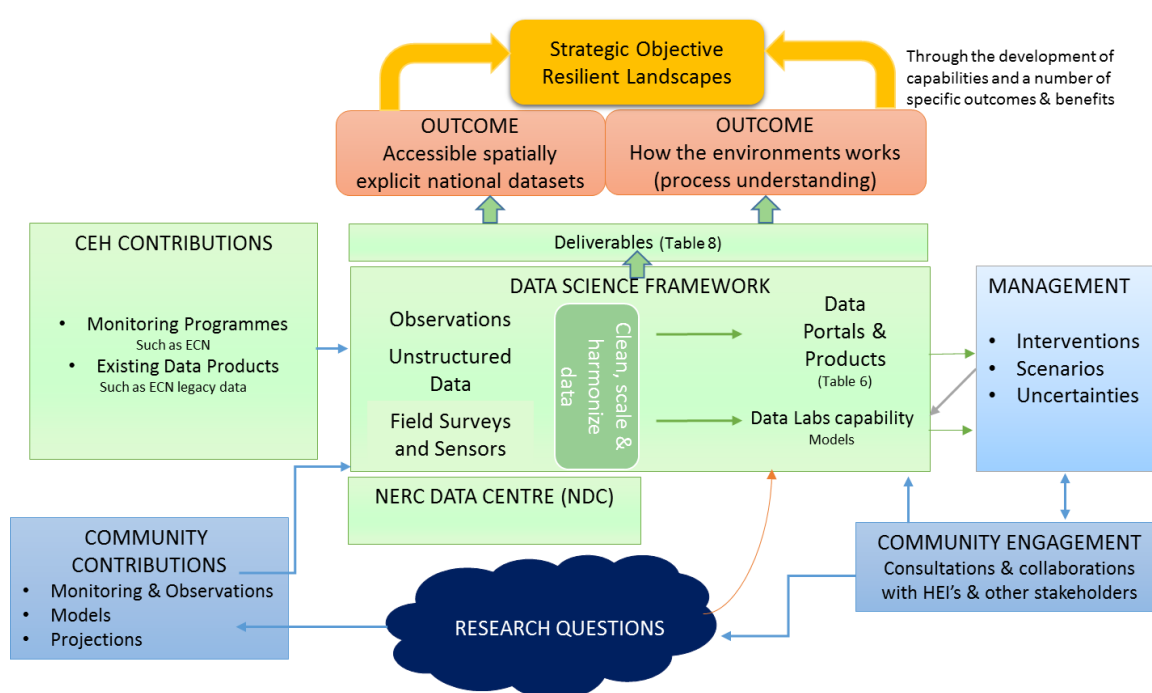 Strategic Objective
Resilient Landscapes
Through the development of
capabilities and a number of
specific outcomes & benefits
OUTCOME
Accessible spatially
explicit national datasets
OUTCOME
How the environments works
(process understanding)
CEH CONTRIBUTIONS
• Monitoring Programmes
Such as ECN
• Existing Data Products
Such as ECN legacy data
Deliverables (Table 8)
DATA SCIENCE FRAMEWORK
Observations
Unstructured
Data
Field Surveys
and Sensors
Clean, scale &
harmonize
data
Data
Portals &
Products
(Table 6)
Data Labs capability
Models
MANAGEMENT
• Interventions
• Scenarios
• Uncertainties
NERC DATA CENTRE (NDC)
COMMUNITY
CONTRIBUTIONS
• Monitoring & Observations
• Models
• Projections
RESEARCH QUESTIONS
COMMUNITY ENGAGEMENT
Consultations & collaborations
with HEI's & other stakeholders